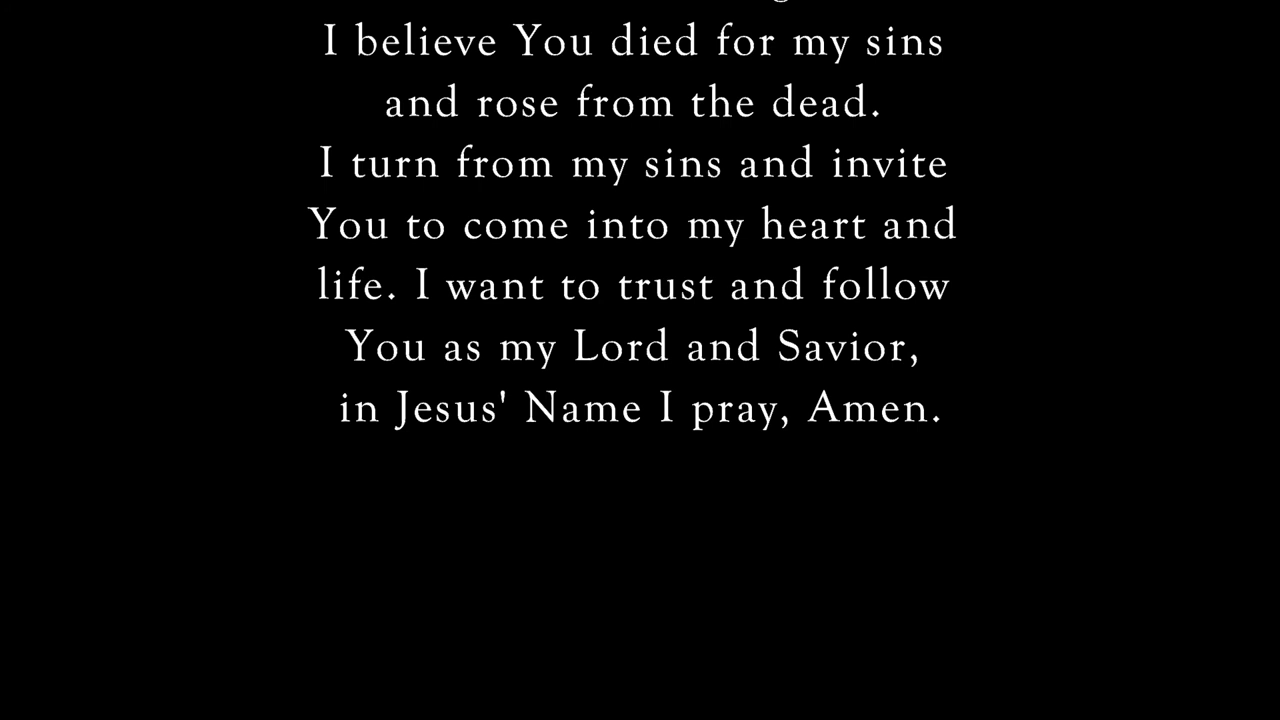 I believe You died for my sins
and rose from the dead.
I turn from my sins and invite
You to come into my heart and
life. I want to trust and follow
You as my Lord and Savior,
in Jesus' Name I pray, Amen.